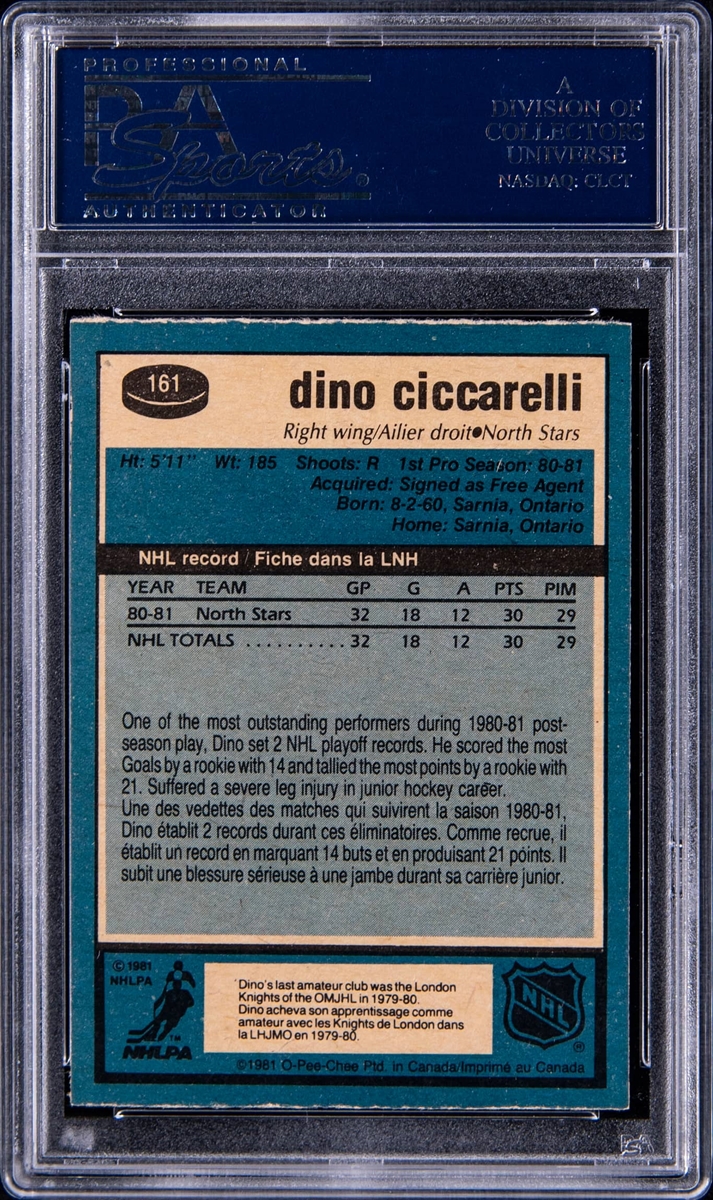 PROFESSIONAL
PSA
Sports.
AUTHENTICATOR
A
DIVISION OF
COLLECTORS
UNIVERSE
NASDAQ: CLCT
161
dino ciccarelli
Right wing/Ailier droit●North Stars
Ht: 5'11" Wt: 185 Shoots: R 1st Pro Season: 80-81
Acquired: Signed as Free Agent
Born: 8-2-60, Sarnia, Ontario
Home: Sarnia, Ontario
NHL record / Fiche dans la LNH
YEAR TEAM GP G A PTS PIM
80-81 North Stars 32 18 12 30 29
NHL TOTALS ..........32 18 12 30 29
One of the most outstanding performers during 1980-81 post-
season play, Dino set 2 NHL playoff records. He scored the most
Goals by a rookie with 14 and tallied the most points by a rookie with
21. Suffered a severe leg injury in junior hockey career.
Une des vedettes des matches qui suivirent la saison 1980-81,
Dino établit 2 records durant ces éliminatoires. Comme recrue, il
établit un record en marquant 14 buts et en produisant 21 points. Il
subit une blessure sérieuse à une jambe durant sa carrière junior.
©1981
NHLPA
TM
NHLPA
Dino's last amateur club was the London
Knights of the OMJHL in 1979-80.
Dino acheva son apprentissage comme
amateur avec les Knights de London dans
la LHJMO en 1979-80.
NHL
®
©1981 O-Pee-Chee Ptd. in Canada/Imprimé au Canada
PSA